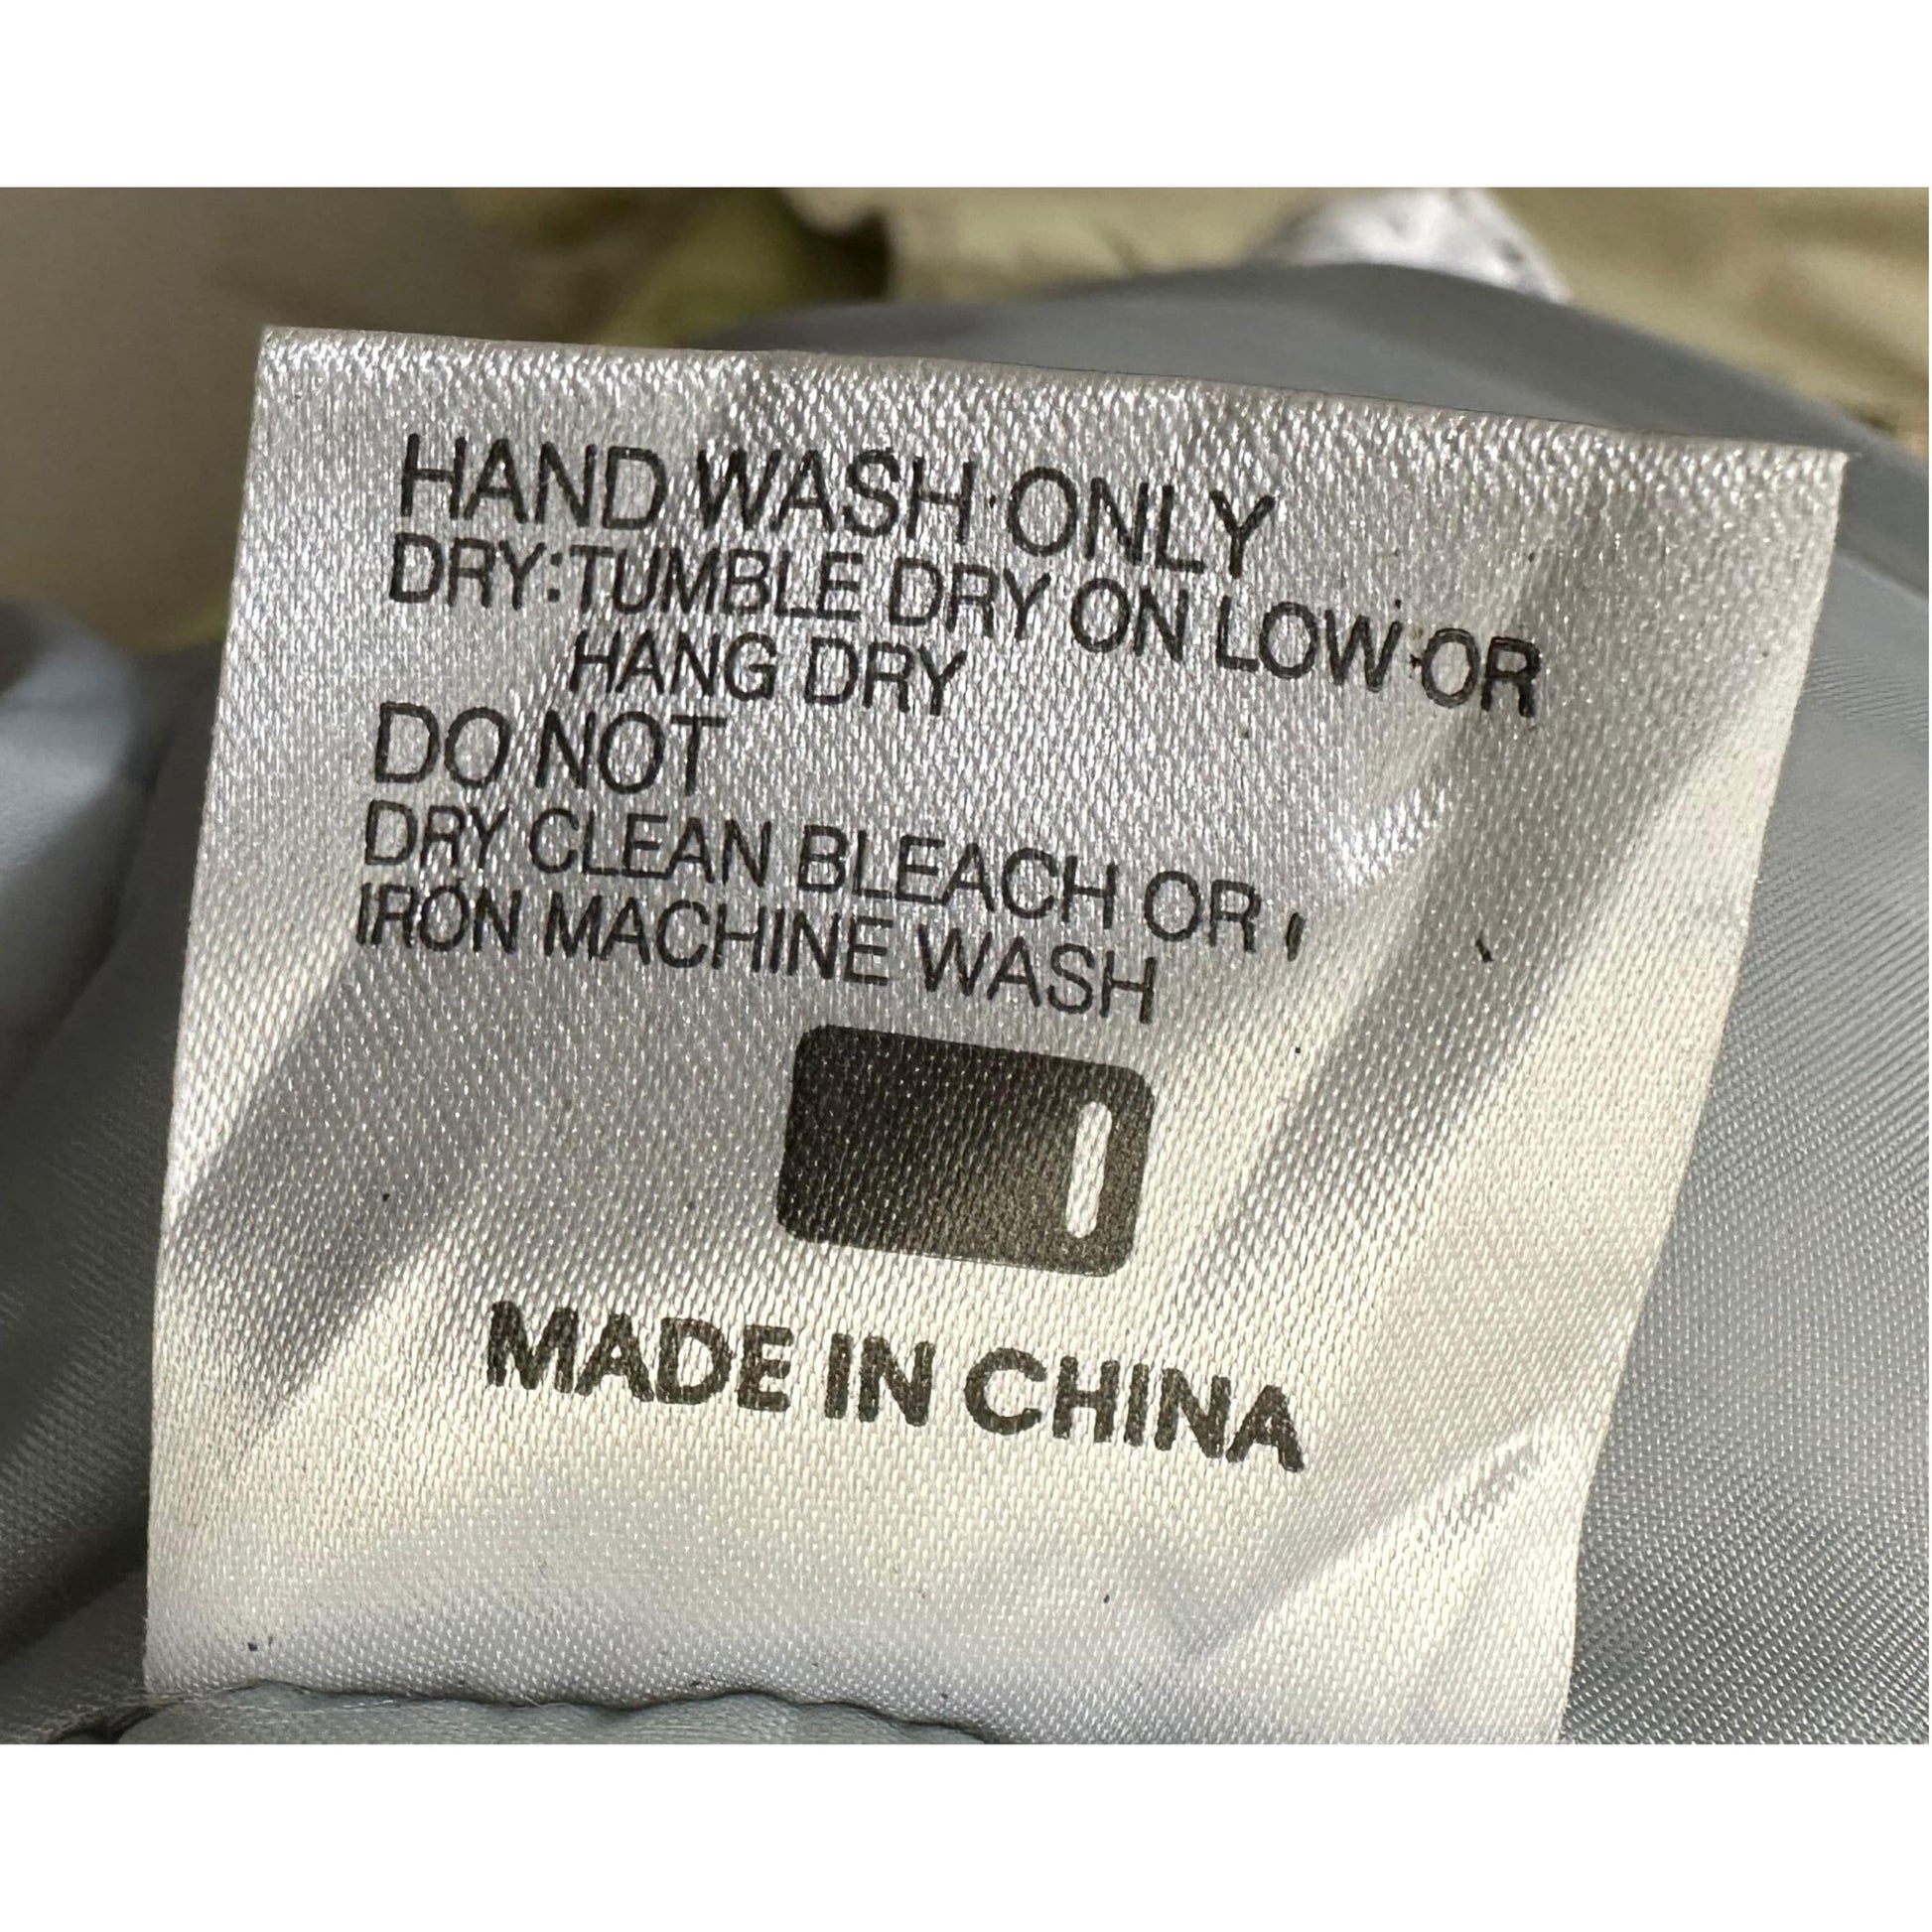 HAND WASH ONLY
DRY:TUMBLE DRY ON LOW OR
HANG DRY
DO NOT
DRY CLEAN BLEACH OR
IRON MACHINE WASH
MADE IN CHINA